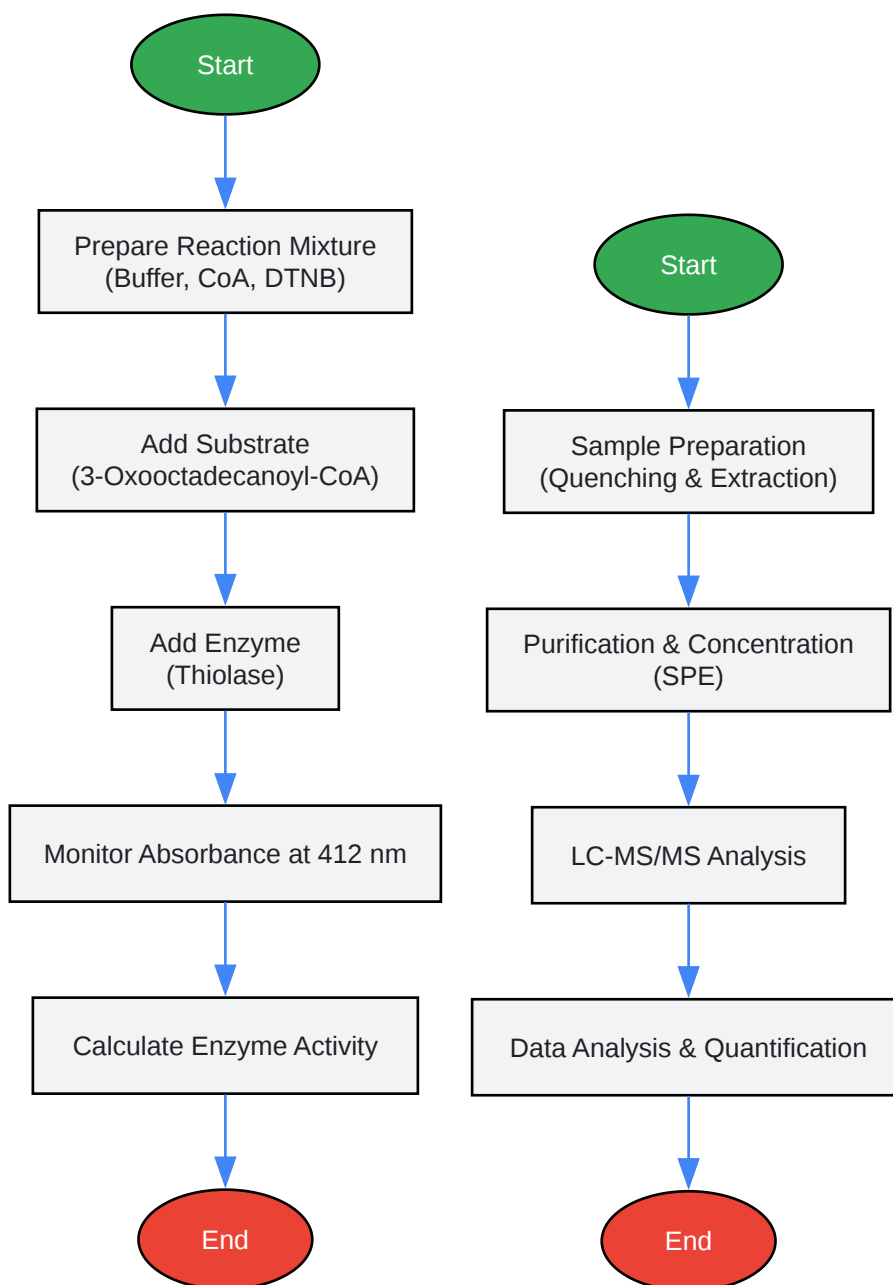 Start
Prepare Reaction Mixture
(Buffer, CoA, DTNB)
Add Substrate
(3-Oxooctadecanoyl-CoA)
Add Enzyme
(Thiolase)
Monitor Absorbance at 412 nm
Calculate Enzyme Activity
End
Start
Sample Preparation
(Quenching & Extraction)
Purification & Concentration
(SPE)
LC-MS/MS Analysis
Data Analysis & Quantification
End